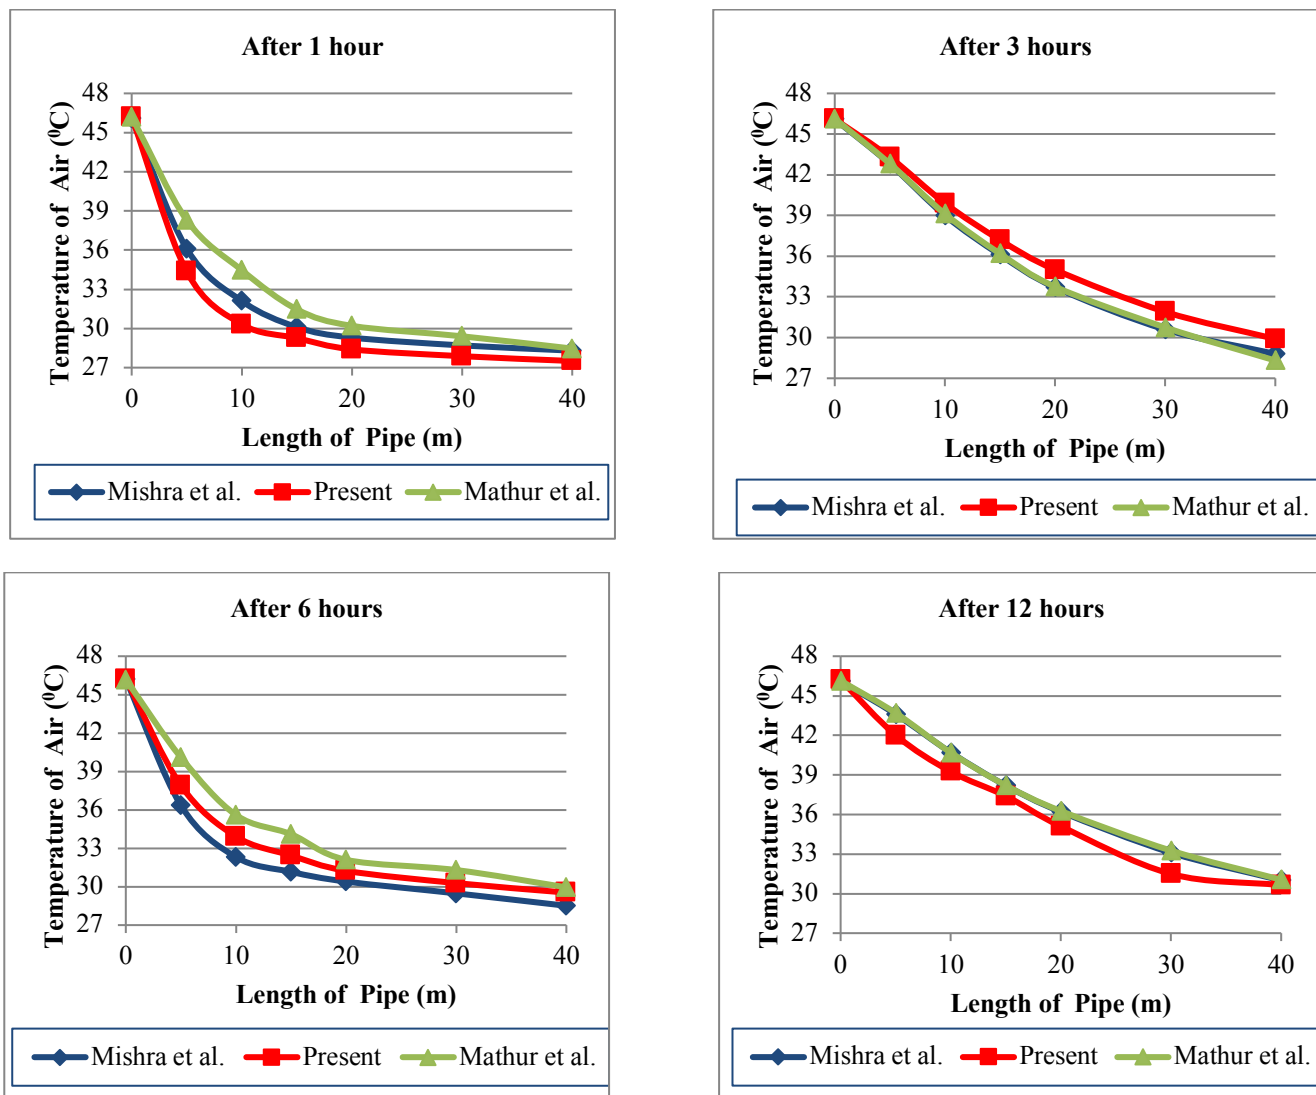 After 1 hour
48
45
42
39
36
33
30
27
Temperature of Air (⁰C)
0 10 20 30 40
Length of Pipe (m)
Mishra et al. Present Mathur et al.
After 3 hours
48
45
42
39
36
33
30
27
Temperature of Air (⁰C)
0 10 20 30 40
Length of Pipe (m)
Mishra et al. Present Mathur et al.
After 6 hours
48
45
42
39
36
33
30
27
Temperature of Air (⁰C)
0 10 20 30 40
Length of Pipe (m)
Mishra et al. Present Mathur et al.
After 12 hours
48
45
42
39
36
33
30
27
Temperature of Air (⁰C)
0 10 20 30 40
Length of Pipe (m)
Mishra et al. Present Mathur et al.